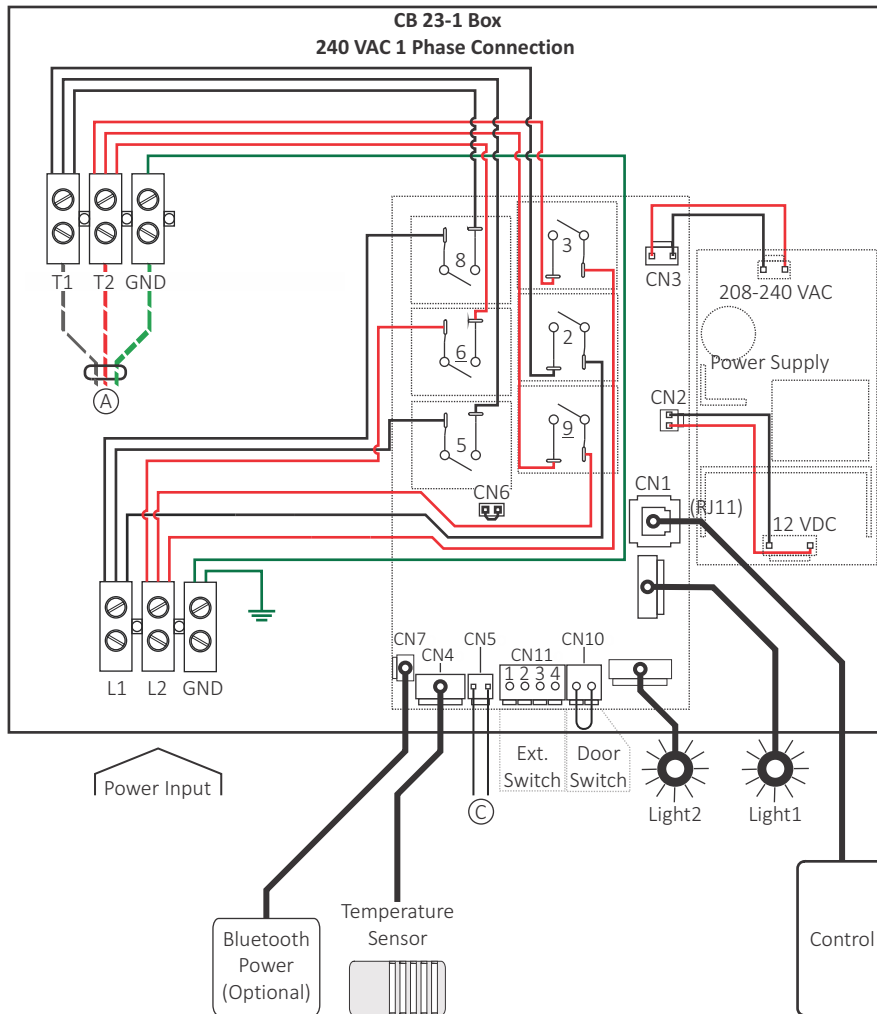 CB 23-1 Box
240 VAC 1 Phase Connection
T1
T2
GND
A
8
3
6
2
5
9
CN6
CN3
208-240 VAC
Power Supply
CN2
CN1
(RJ11)
12 VDC
L1
L2
GND
CN7
CN4
CN5
CN11
1 2 3 4
CN10
Power Input
C
Ext.
Switch
Door
Switch
Light2
Light1
Bluetooth
Power
(Optional)
Temperature
Sensor
Control